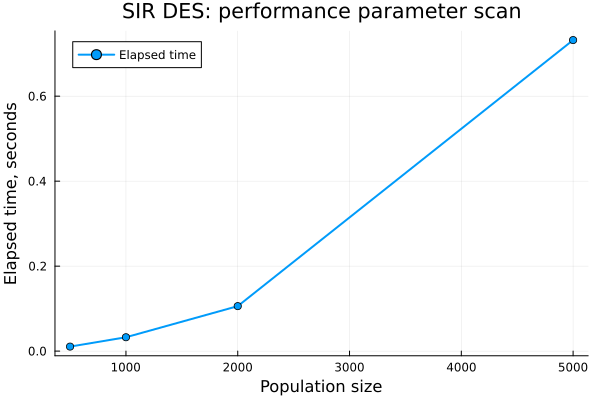 SIR DES: performance parameter scan
Elapsed time
Elapsed time, seconds
0.6
0.4
0.2
0.0
1000 2000 3000 4000 5000
Population size